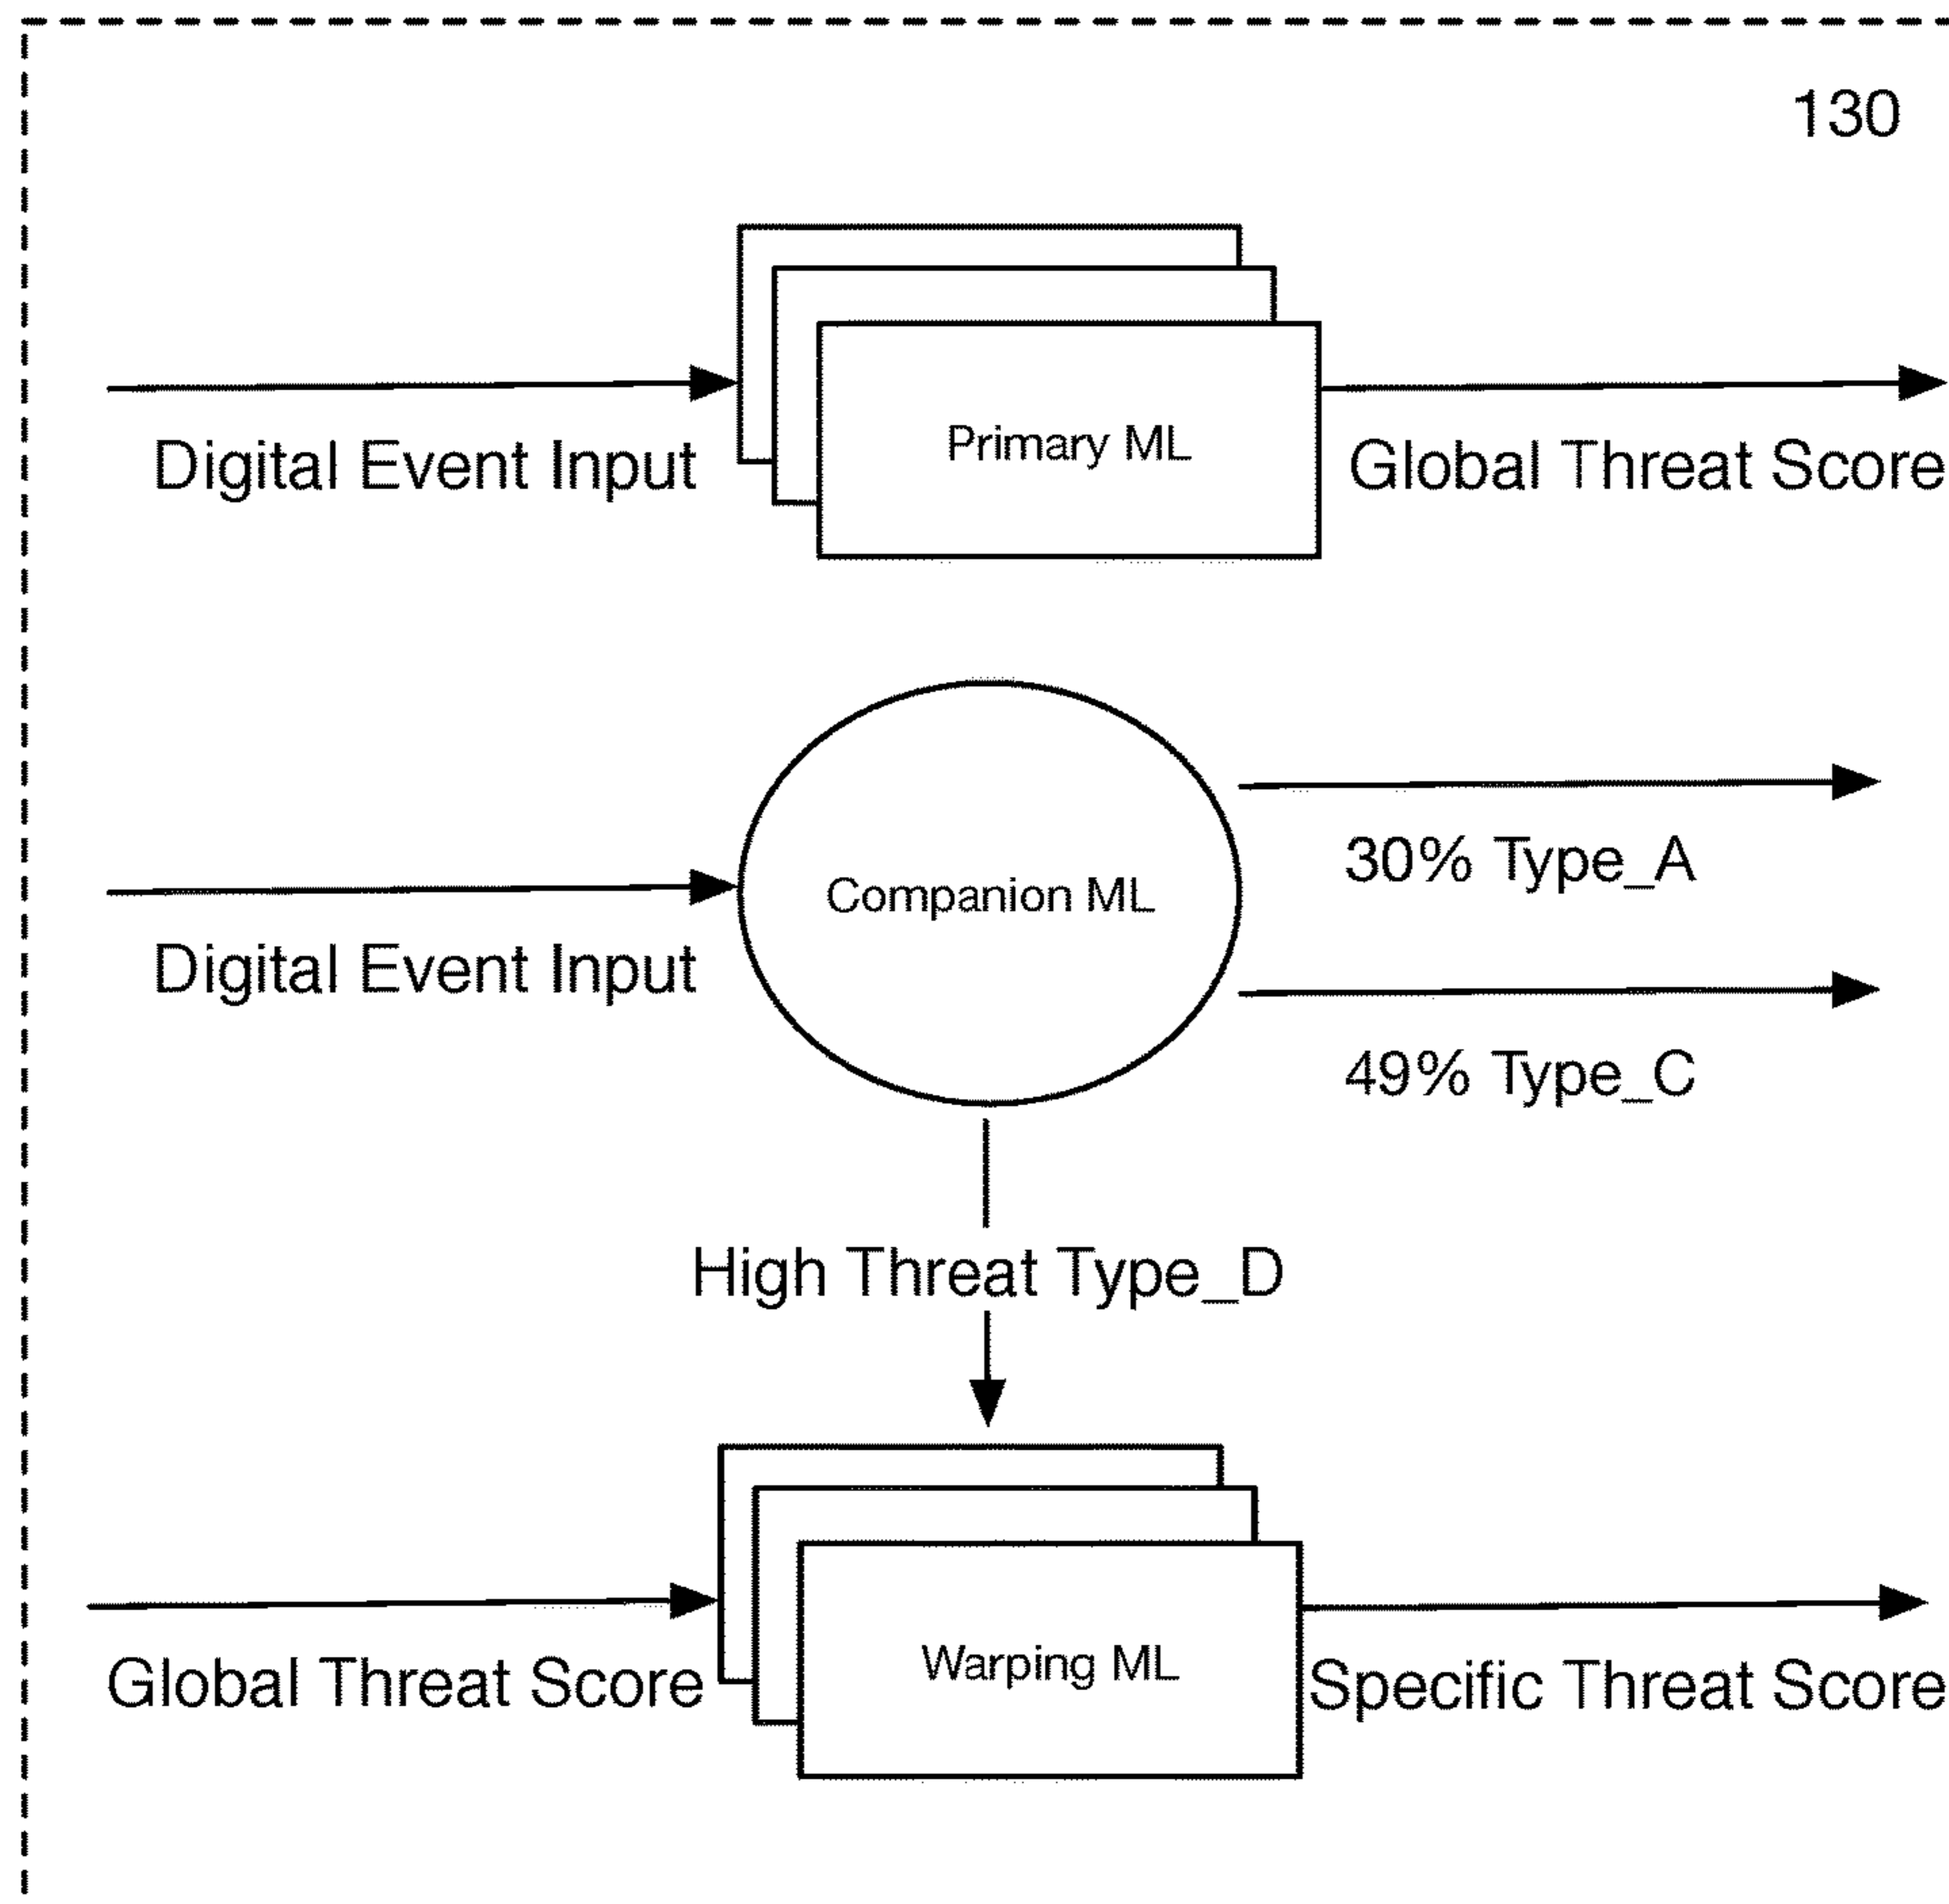 130
Primary ML
Digital Event Input
Global Threat Score
30% Type_A
Companion ML
Digital Event Input
49% Type_C
High Threat Type_D
Warping ML
Global Threat Score
Specific Threat Score